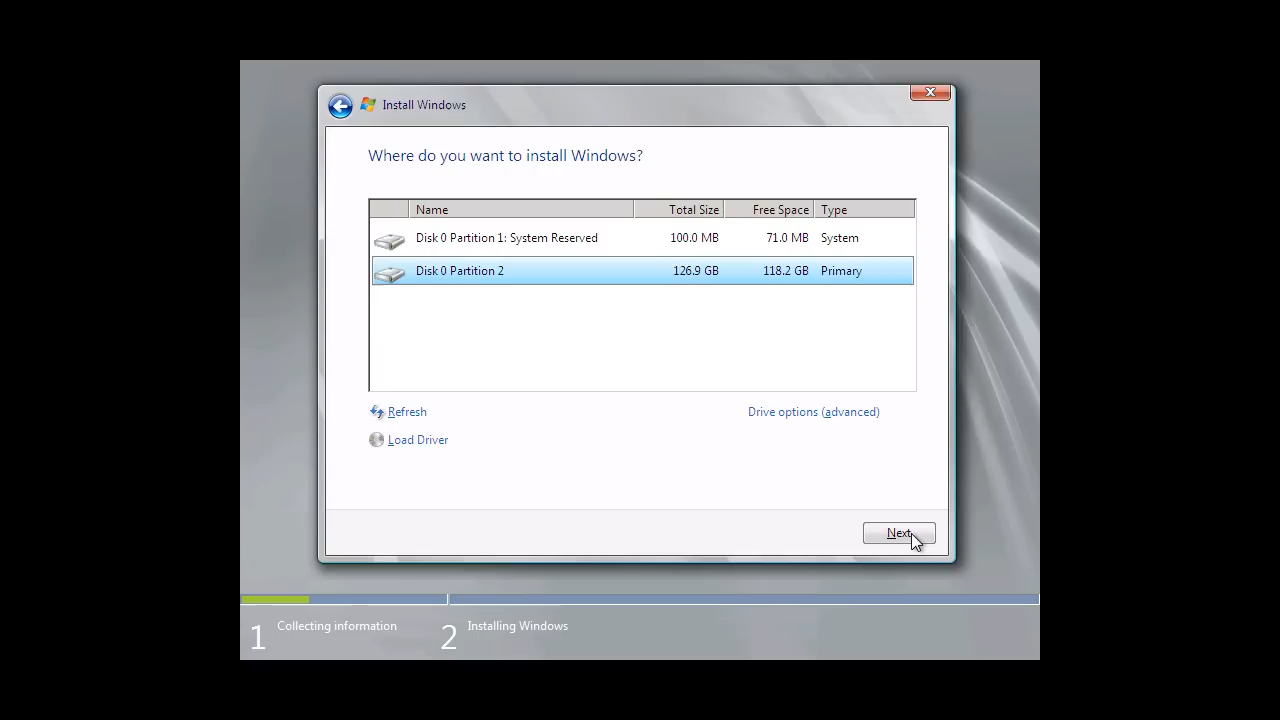 Install Windows
Where do you want to install Windows?
Name Total Size Free Space Type
Disk 0 Partition 1: System Reserved 100.0 MB 71.0 MB System
Disk 0 Partition 2 126.9 GB 118.2 GB Primary
Refresh Drive options (advanced)
Load Driver
Next
1 Collecting information 2 Installing Windows